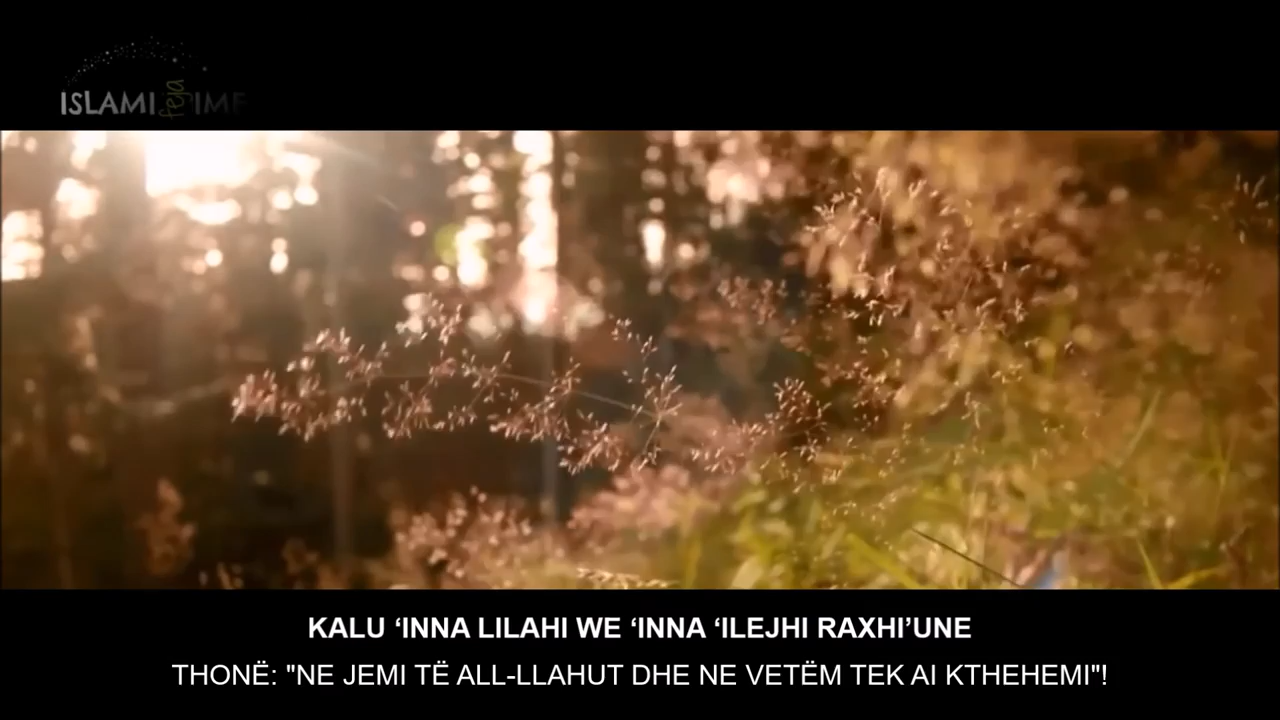 ISLAMI feja IME
KALU ‘INNA LILAHI WE ‘INNA ‘ILEJHI RAXHI’UNE
THONË: "NE JEMI TË ALL-LLAHUT DHE NE VETËM TEK AI KTHEHEMI"!